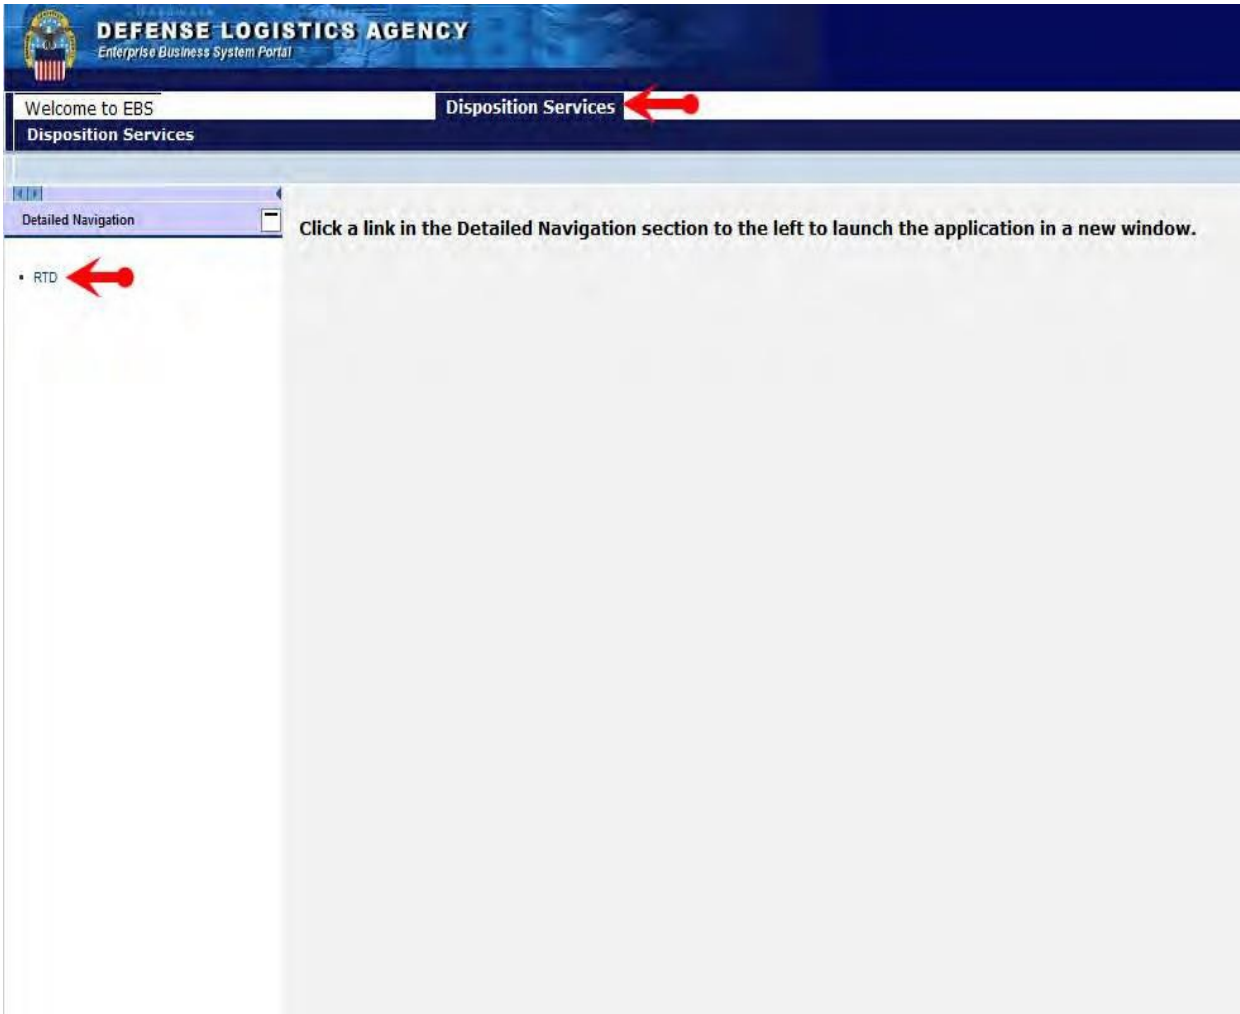 DEFENSE LOGISTICS AGENCY
Enterprise Business System Portal
Welcome to EBS
Disposition Services
Disposition Services
Detailed Navigation
Click a link in the Detailed Navigation section to the left to launch the application in a new window.
• RTD